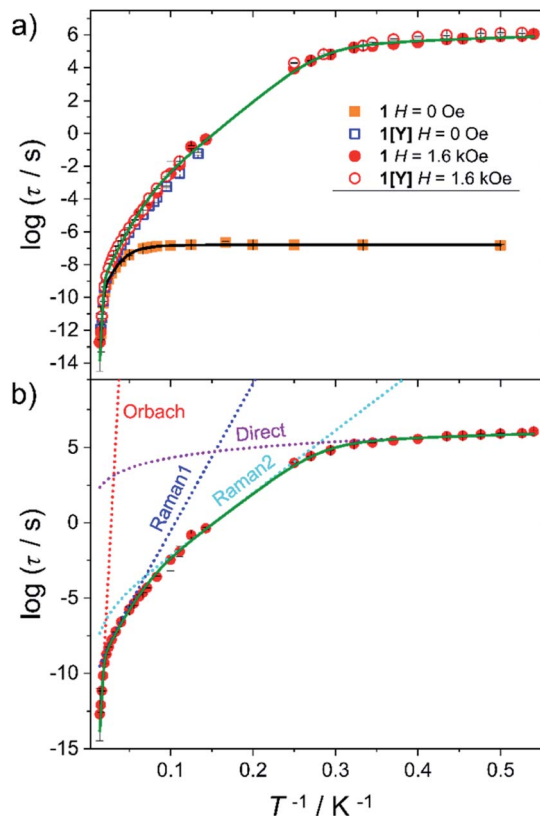 a)
6
4
2
0
-2
-4
-6
-8
-10
-12
-14
log (τ / s)
1 H = 0 Oe
1[Y] H = 0 Oe
1 H = 1.6 kOe
1[Y] H = 1.6 kOe
b)
5
0
-5
-10
-15
log (τ / s)
Orbach
Direct
Raman1
Raman2
0.1 0.2 0.3 0.4 0.5
T⁻¹ / K⁻¹